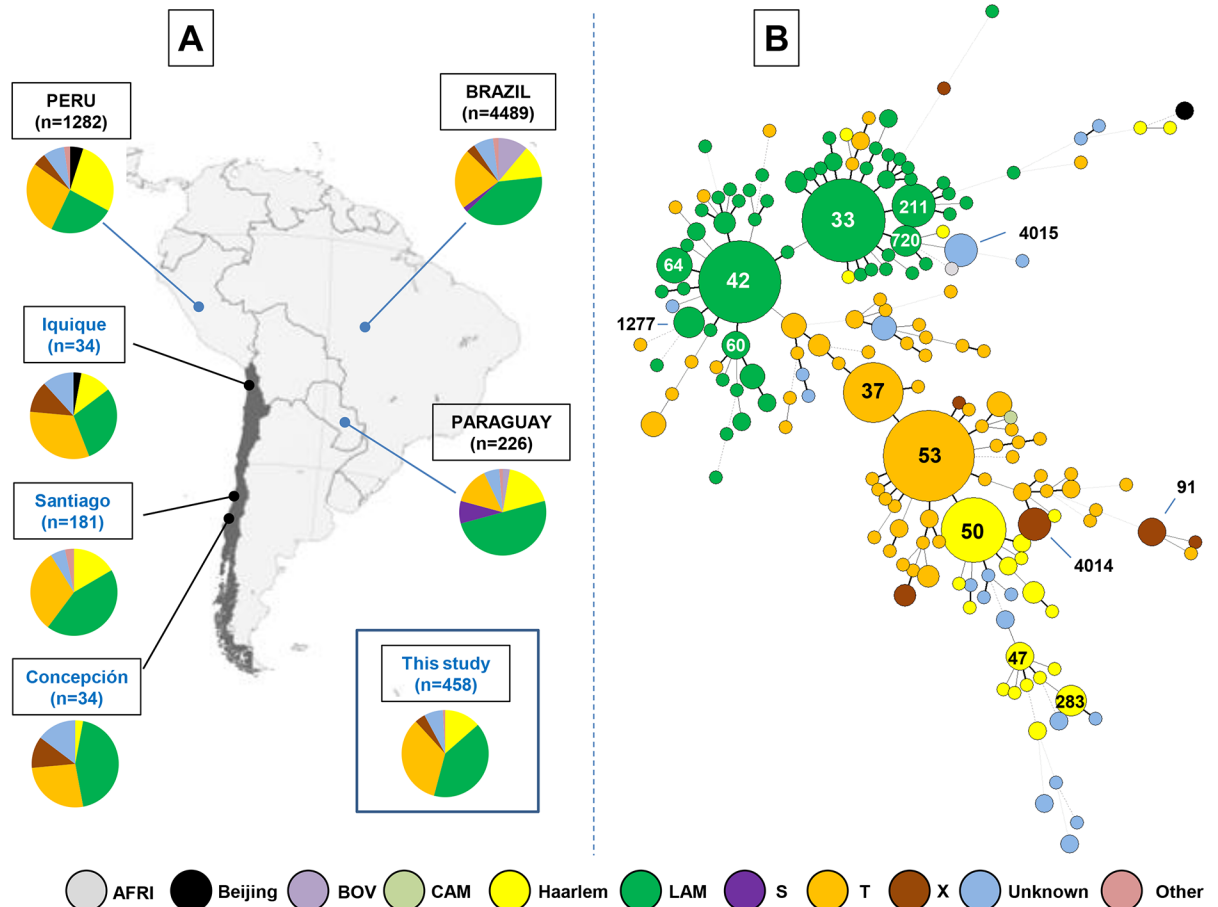 A
PERU
(n=1282)
BRAZIL
(n=4489)
Iquique
(n=34)
PARAGUAY
(n=226)
Santiago
(n=181)
Concepción
(n=34)
This study
(n=458)
B
33
211
720
4015
64
42
1277
60
37
53
50
91
4014
47
283
AFRI
Beijing
BOV
CAM
Haarlem
LAM
S
T
X
Unknown
Other